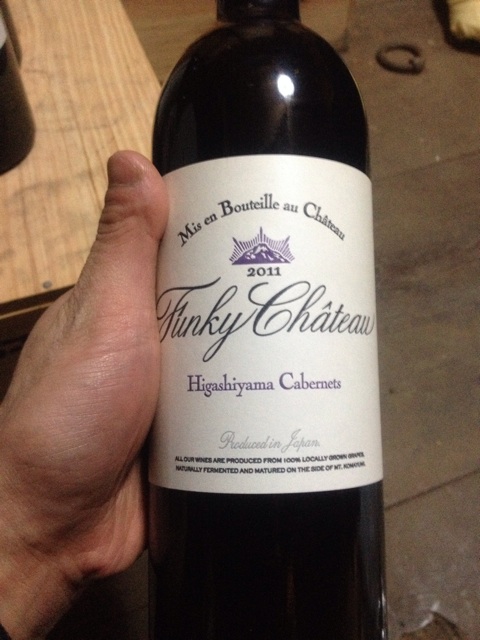 Mis en Bouteille au Château
2011
Funky Château
Higashiyama Cabernets
Produced in Japan.
ALL OUR WINES ARE PRODUCED FROM 100% LOCALLY GROWN GRAPES,
NATURALLY FERMENTED AND MATURED ON THE SIDE OF MT.